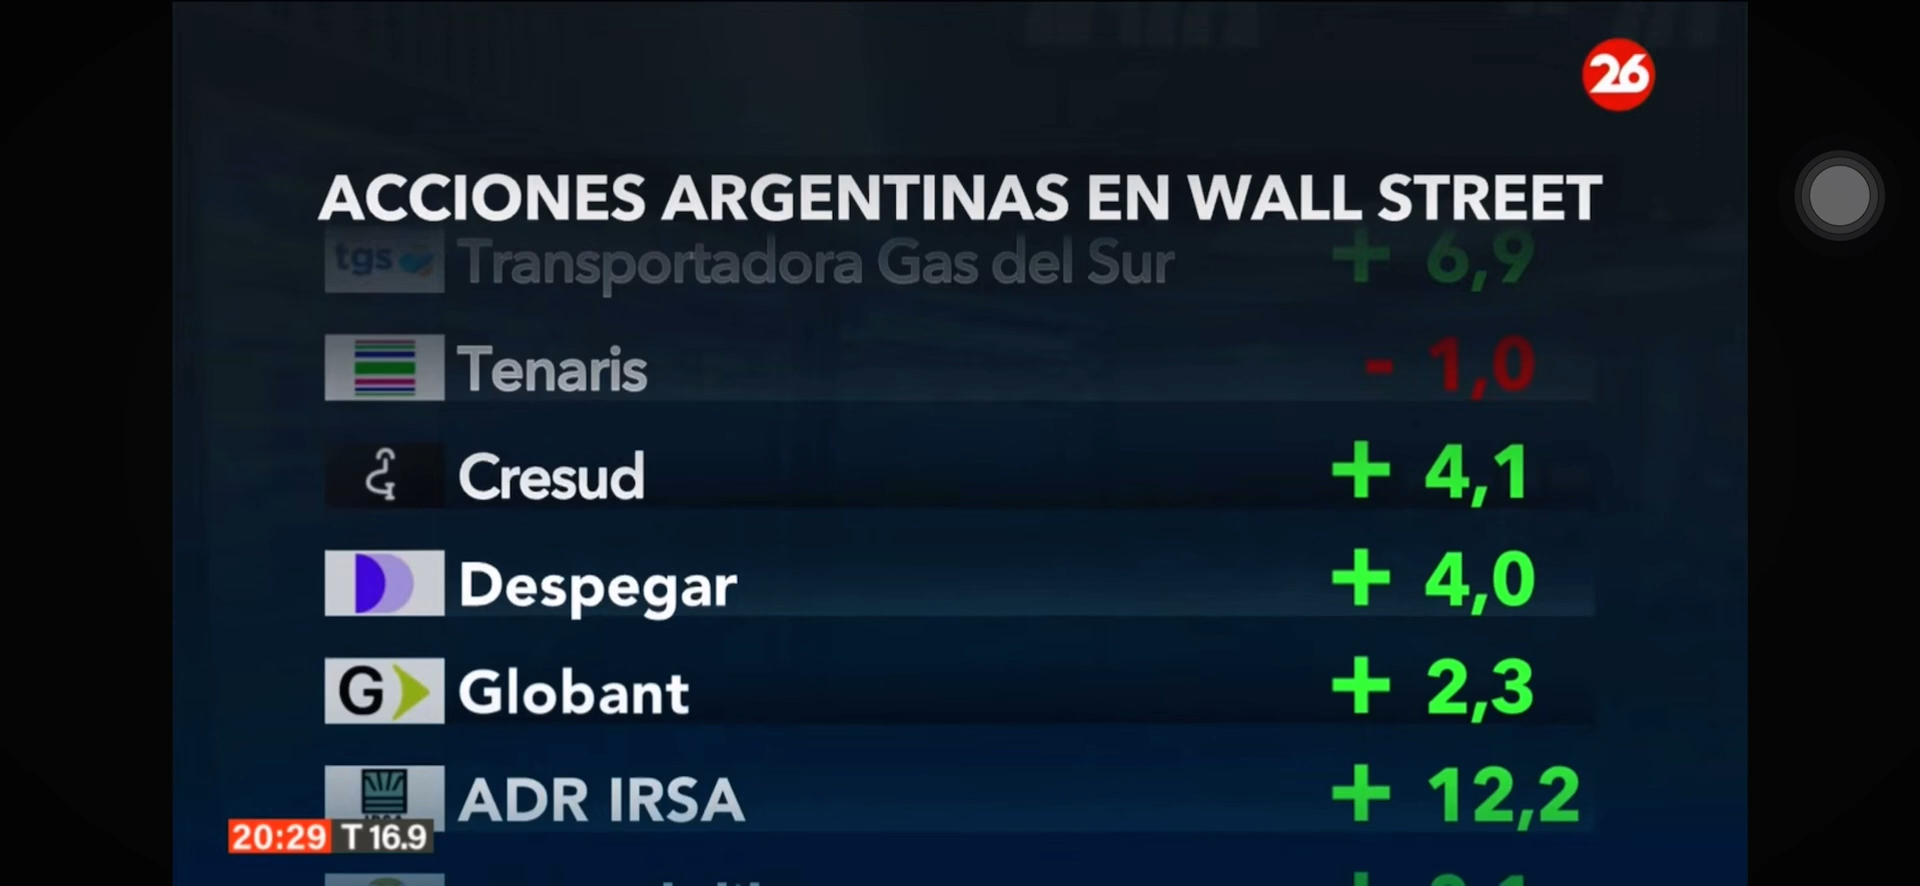 26
ACCIONES ARGENTINAS EN WALL STREET
tgs Transportadora Gas del Sur + 6,9
Tenaris - 1,0
Cresud + 4,1
Despegar + 4,0
G Globant + 2,3
ADR IRSA + 12,2
20:29 T 16.9